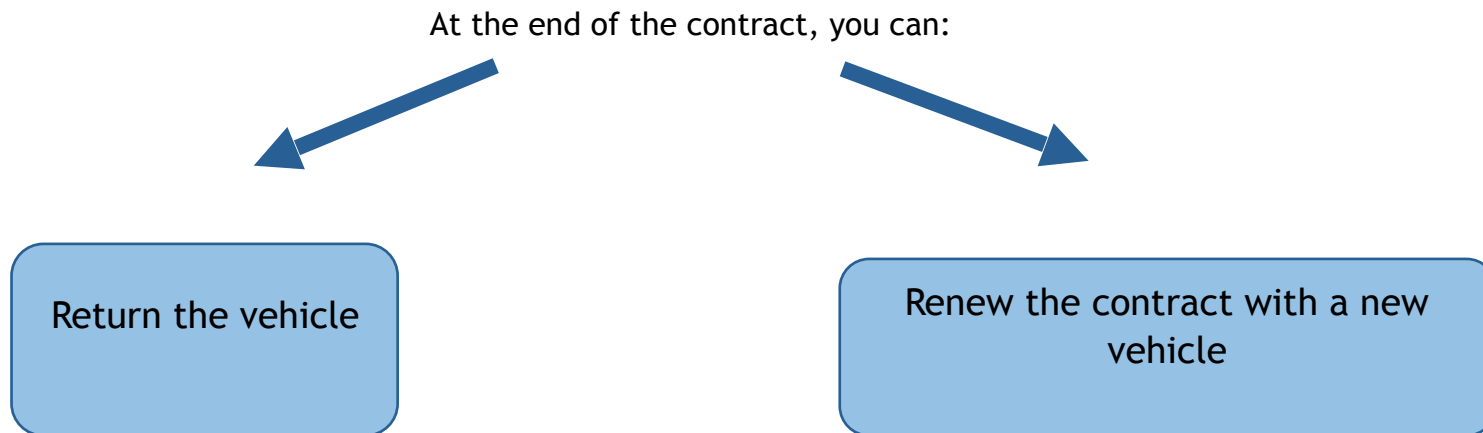 At the end of the contract, you can:
Return the vehicle
Renew the contract with a new
vehicle